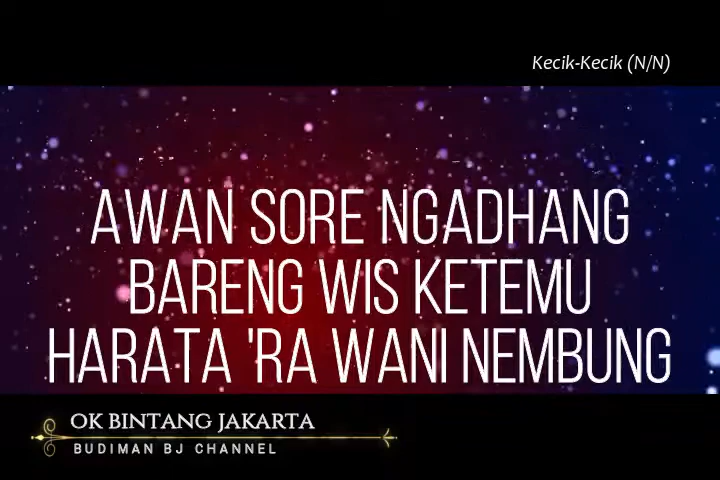 Kecik-Kecik (N/N)
AWAN SORE NGADHANG
BARENG WIS KETEMU
HARATA 'RA WANI NEMBUNG
OK BINTANG JAKARTA
BUDIMAN BJ CHANNEL